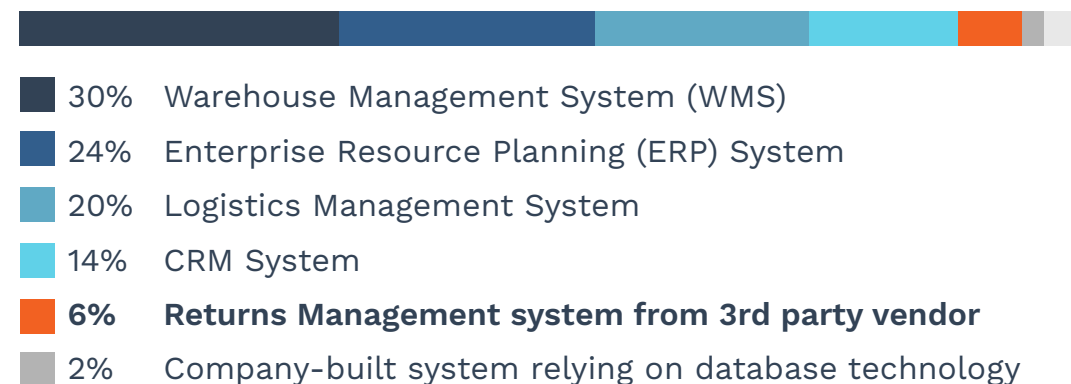 30% Warehouse Management System (WMS)
24% Enterprise Resource Planning (ERP) System
20% Logistics Management System
14% CRM System
6% Returns Management system from 3rd party vendor
2% Company-built system relying on database technology